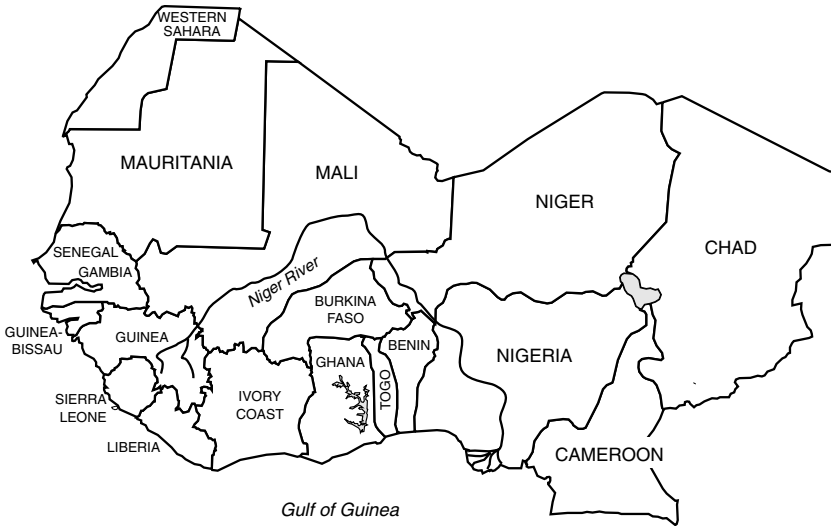 WESTERN
SAHARA
MAURITANIA
MALI
NIGER
CHAD
SENEGAL
GAMBIA
Niger River
BURKINA
FASO
GUINEA-
BISSAU
GUINEA
BENIN
NIGERIA
GHANA
TOGO
IVORY
COAST
SIERRA
LEONE
LIBERIA
CAMEROON
Gulf of Guinea